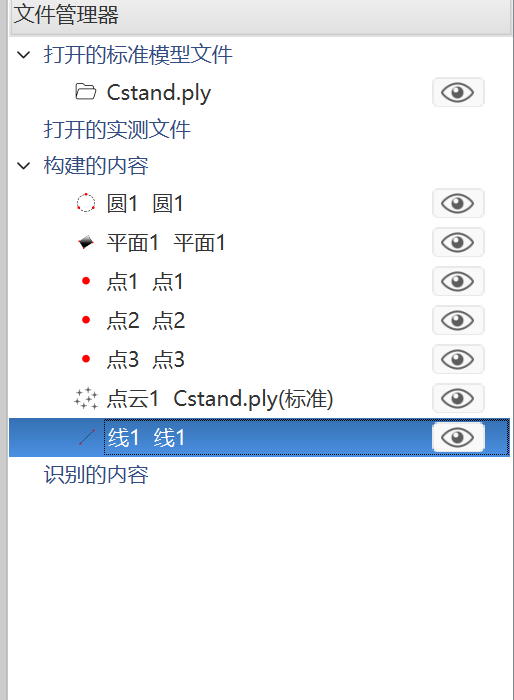 文件管理器
打开的标准模型文件
Cstand.ply
打开的实测文件
构建的内容
圆1 圆1
平面1 平面1
点1 点1
点2 点2
点3 点3
点云1 Cstand.ply(标准)
线1 线1
识别的内容